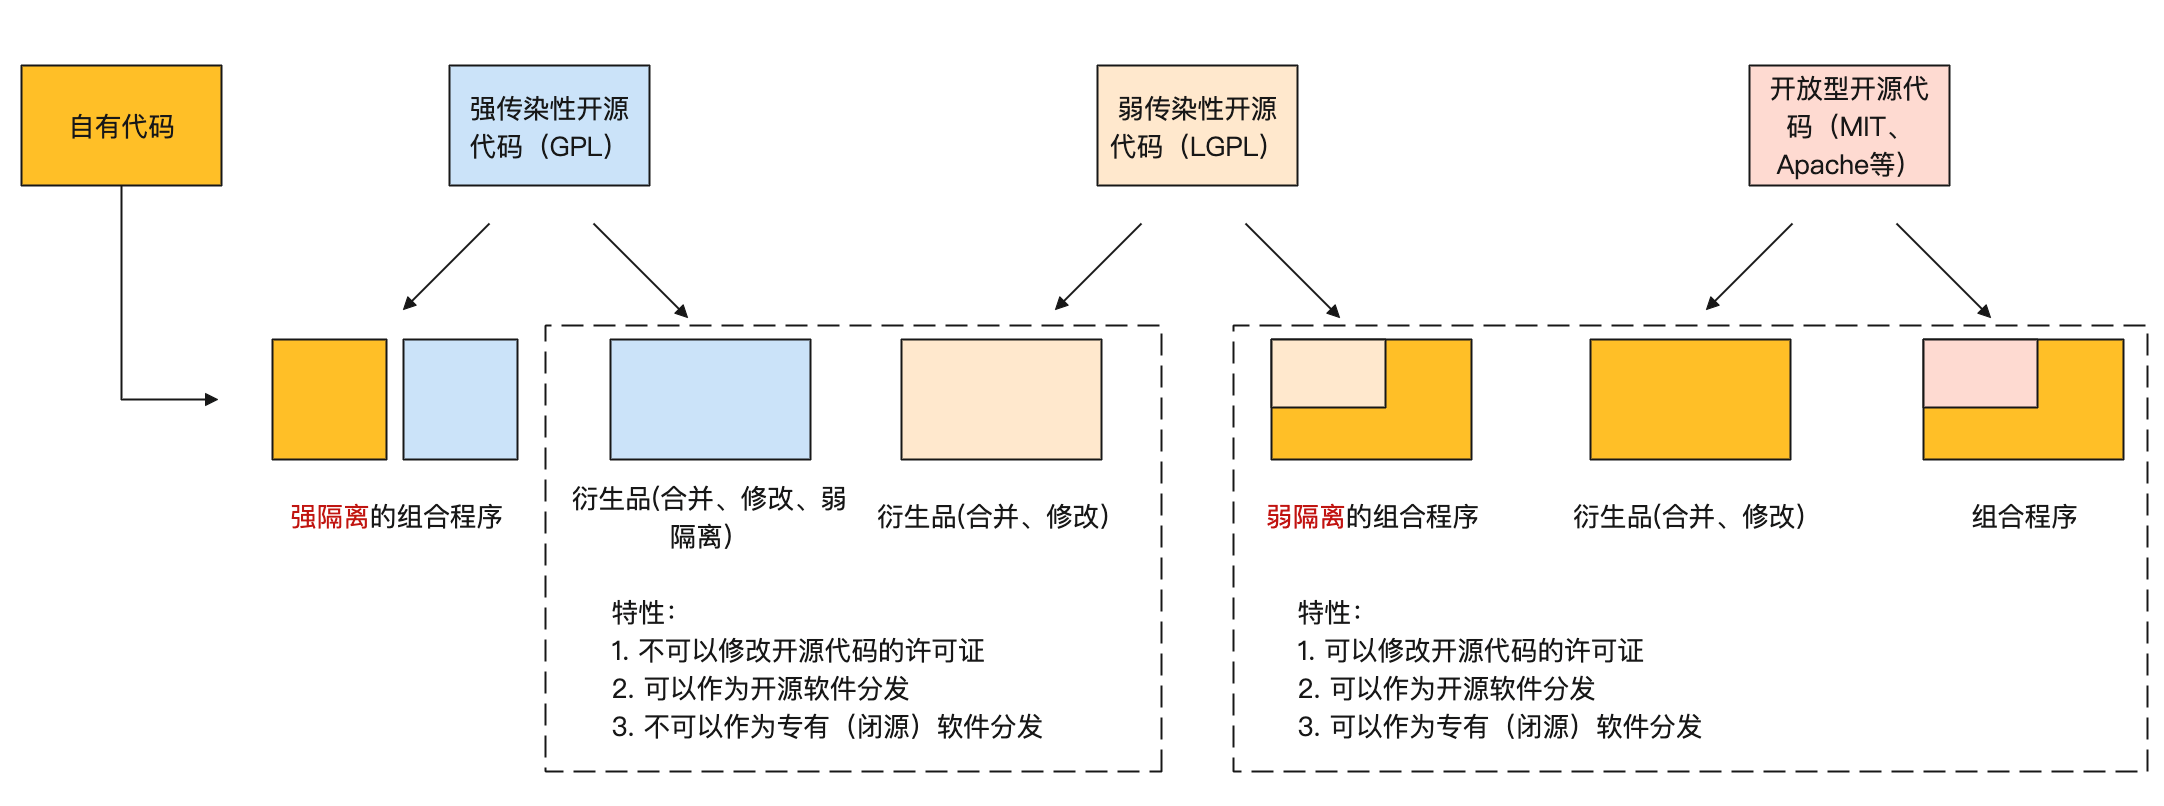 自有代码
强传染性开源
代码（GPL）
弱传染性开源
代码（LGPL）
开放型开源代
码（MIT、
Apache等）
强隔离的组合程序
衍生品(合并、修改、弱
隔离）
衍生品(合并、修改)
弱隔离的组合程序
衍生品(合并、修改)
组合程序
特性：
1. 不可以修改开源代码的许可证
2. 可以作为开源软件分发
3. 不可以作为专有（闭源）软件分发
特性：
1. 可以修改开源代码的许可证
2. 可以作为开源软件分发
3. 可以作为专有（闭源）软件分发